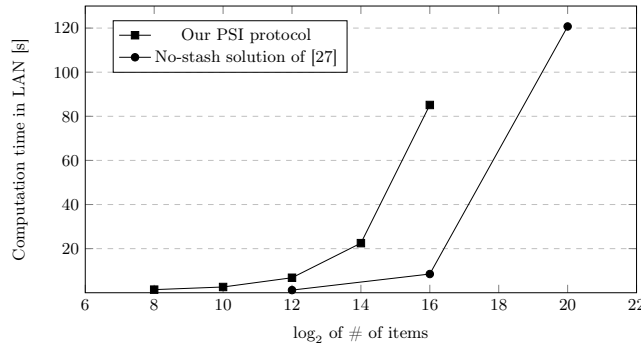 Computation time in LAN [s]
120
100
80
60
40
20
Our PSI protocol
No-stash solution of [27]
6 8 10 12 14 16 18 20 22
log₂ of # of items